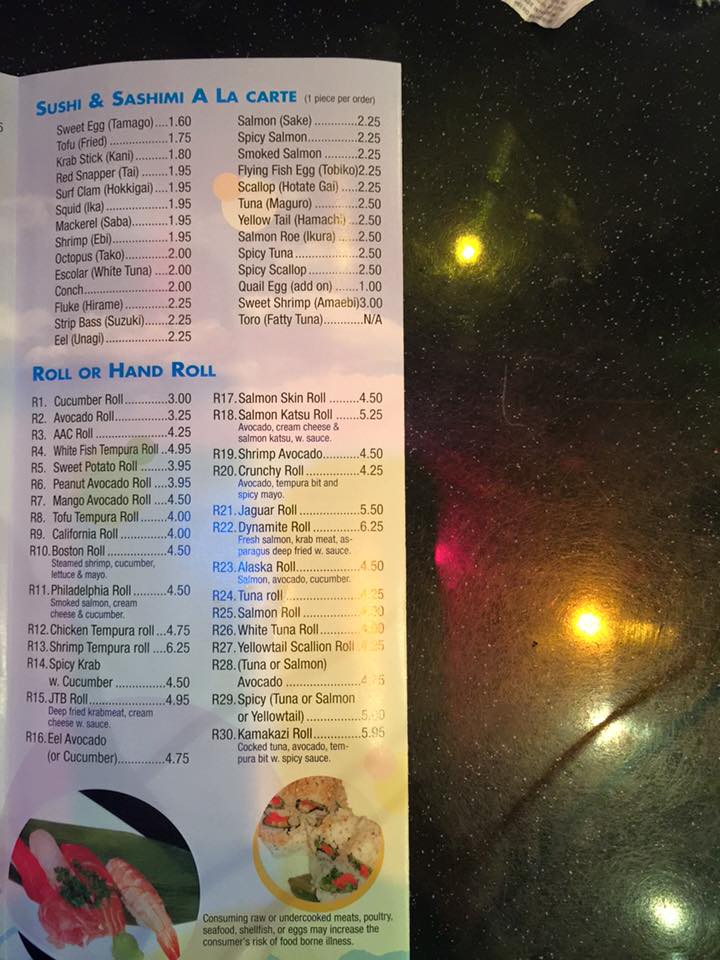 SUSHI & SASHIMI A LA CARTE (1 piece per order)
Sweet Egg (Tamago)....1.60
Tofu (Fried) ................1.75
Krab Stick (Kani)..........1.80
Red Snapper (Tai) .......1.95
Surf Clam (Hokkigai) ...1.95
Squid (Ika)...................1.95
Mackerel (Saba)..........1.95
Shrimp (Ebi)................1.95
Octopus (Tako)............2.00
Escolar (White Tuna) ...2.00
Conch..........................2.00
Fluke (Hirame).............2.25
Strip Bass (Suzuki).......2.25
Eel (Unagi)..................2.25
Salmon (Sake) .............2.25
Spicy Salmon...............2.25
Smoked Salmon ..........2.25
Flying Fish Egg (Tobiko)2.25
Scallop (Hotate Gai) .....2.25
Tuna (Maguro) .............2.50
Yellow Tail (Hamachi) ...2.50
Salmon Roe (Ikura) ......2.50
Spicy Tuna ..................2.50
Spicy Scallop ...............2.50
Quail Egg (add on) .......1.00
Sweet Shrimp (Amaebi)3.00
Toro (Fatty Tuna)...........N/A
ROLL OR HAND ROLL
R1. Cucumber Roll.............3.00
R2. Avocado Roll...............3.25
R3. AAC Roll .....................4.25
R4. White Fish Tempura Roll ..4.95
R5. Sweet Potato Roll ........3.95
R6. Peanut Avocado Roll ....3.95
R7. Mango Avocado Roll ....4.50
R8. Tofu Tempura Roll .......4.00
R9. California Roll ..............4.00
R10. Boston Roll ..................4.50
Steamed shrimp, cucumber,
lettuce & mayo.
R11. Philadelphia Roll ..........4.50
Smoked salmon, cream
cheese & cucumber.
R12. Chicken Tempura roll ...4.75
R13. Shrimp Tempura roll ....6.25
R14. Spicy Krab
w. Cucumber ...............4.50
R15. JTB Roll......................4.95
Deep fried krabmeat, cream
cheese w. sauce.
R16. Eel Avocado
(or Cucumber)..............4.75
R17. Salmon Skin Roll .........4.50
R18. Salmon Katsu Roll .......5.25
Avocado, cream cheese &
salmon katsu, w. sauce.
R19. Shrimp Avocado...........4.50
R20. Crunchy Roll ...............4.25
Avocado, tempura bit and
spicy mayo.
R21. Jaguar Roll .................5.50
R22. Dynamite Roll .............6.25
Fresh salmon, krab meat, as-
paragus deep fried w. sauce.
R23. Alaska Roll..................4.50
Salmon, avocado, cucumber.
R24. Tuna roll
R25. Salmon Roll
R26. White Tuna Roll
R27. Yellowtail Scallion Roll
R28. (Tuna or Salmon)
Avocado
R29. Spicy (Tuna or Salmon
or Yellowtail)
R30. Kamakazi Roll..............5.95
Cocked tuna, avocado, tem-
pura bit w. spicy sauce.
Consuming raw or undercooked meats, poultry,
seafood, shellfish, or eggs may increase the
consumer's risk of food borne illness.